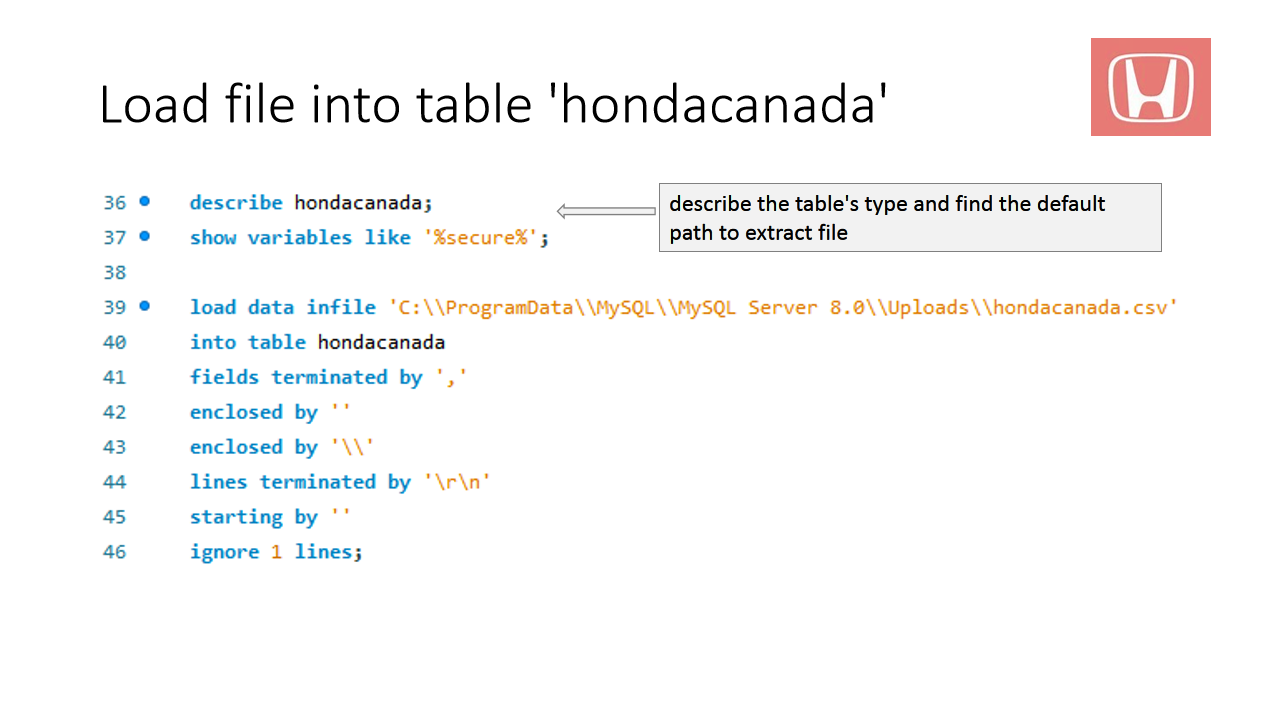 Load file into table 'hondacanada'
36 describe hondacanada;
describe the table's type and find the default
path to extract file
37 show variables like '%secure%';
38
39 load data infile 'C:\\ProgramData\\MySQL\\MySQL Server 8.0\\Uploads\\hondacanada.csv'
40 into table hondacanada
41 fields terminated by ','
42 enclosed by ''
43 enclosed by '\\'
44 lines terminated by '\r\n'
45 starting by ''
46 ignore 1 lines;